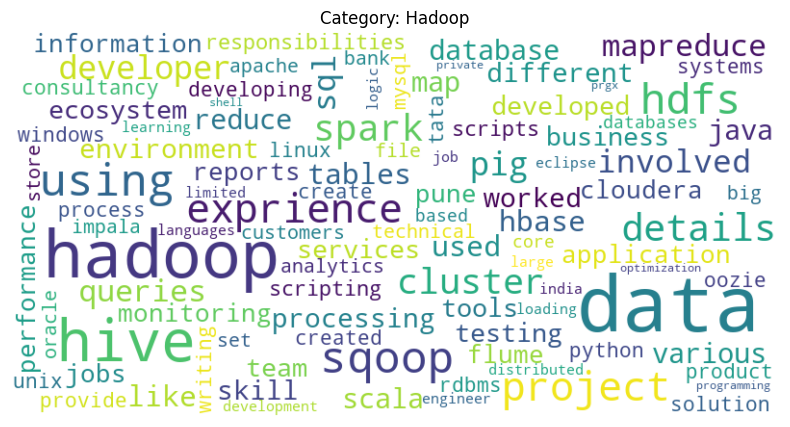 Category: Hadoop
information
responsibilities
database
mapreduce
developer
apache
bank
private
different
systems
consultancy
developing
sql
logic
mysql
map
prgx
hdfs
ecosystem
shell
reduce
spark
tata
developed
databases
windows
learning
environment
linux
file
scripts
business
java
store
using
reports
tables
job
pig
eclipse
involved
process
limited
create
pune
worked
cloudera
big
exprience
impala
languages
customers
based
technical
hbase
details
hadoop
services
used
core
large
application
performance
analytics
cluster
optimization
oozie
queries
scripting
india
data
oracle
monitoring
processing
tools
loading
hive
writing
set
created
sqoop
testing
flume
python
various
unix
jobs
team
distributed
product
skill
rdbms
project
programming
provide
like
development
scala
engineer
solution